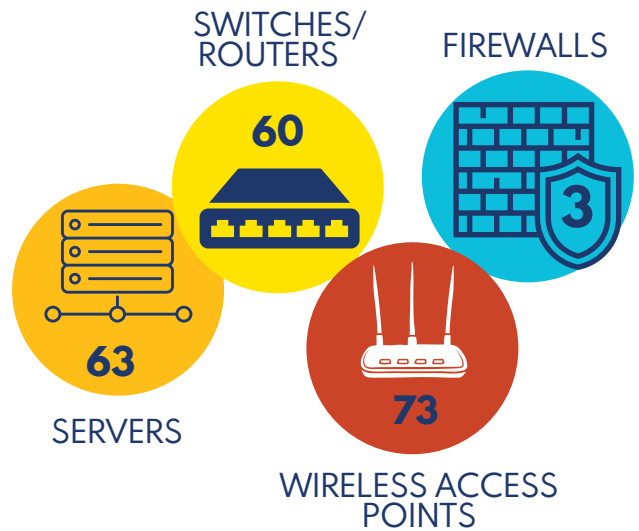 SWITCHES/
ROUTERS
60
FIREWALLS
3
63
SERVERS
73
WIRELESS ACCESS
POINTS